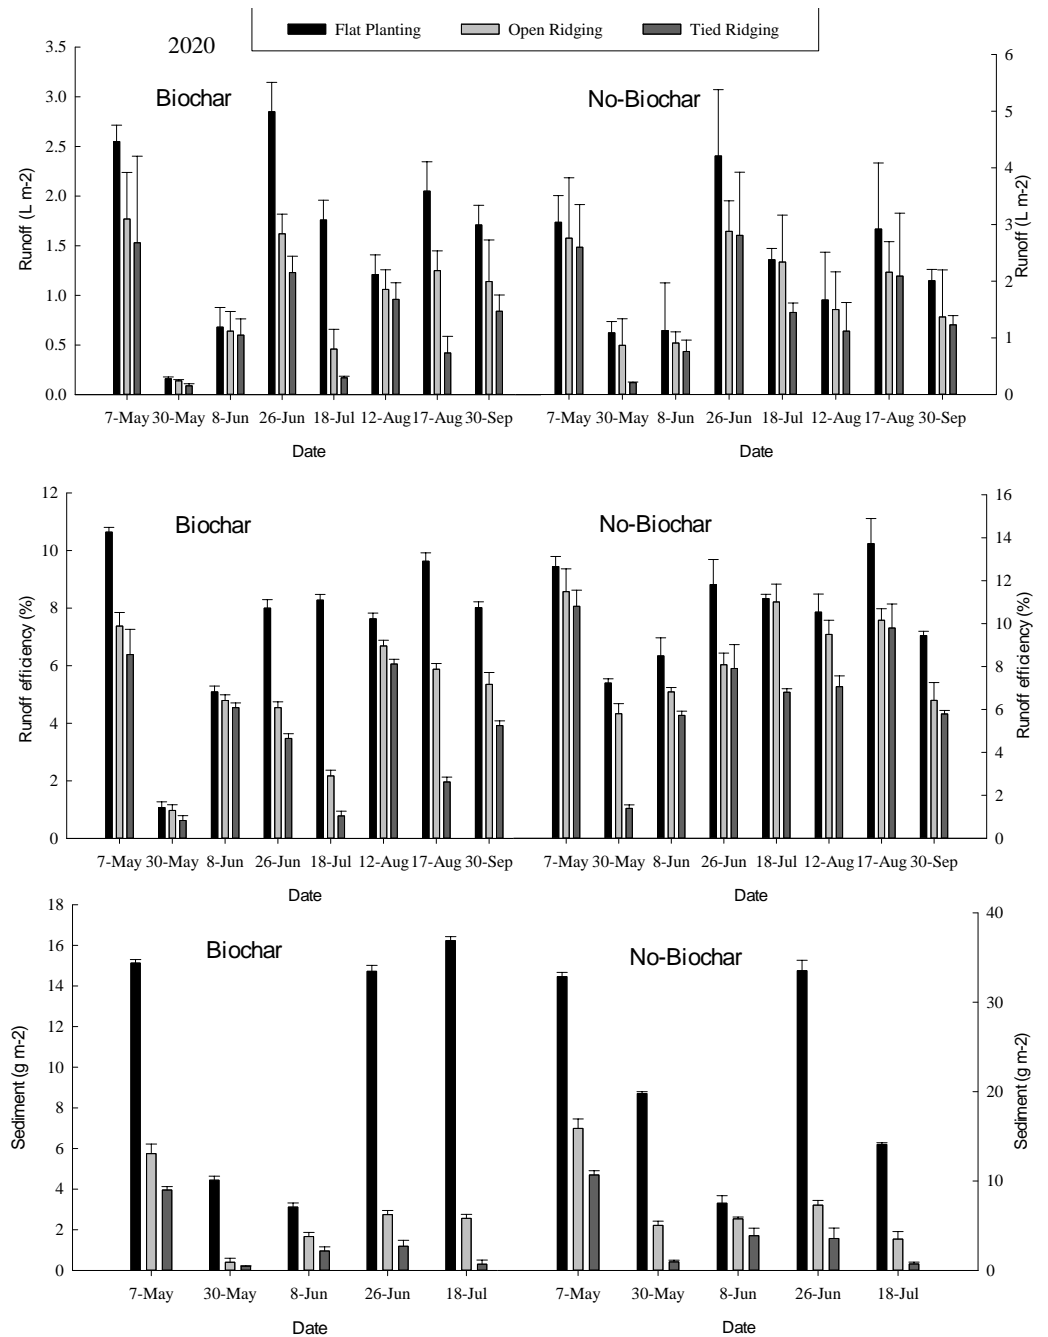 Flat Planting Open Ridging Tied Ridging
2020
Biochar No-Biochar
Runoff (L m-2)
3.5
3.0
2.5
2.0
1.5
1.0
0.5
0.0
Runoff (L m-2)
6
5
4
3
2
1
0
7-May 30-May 8-Jun 26-Jun 18-Jul 12-Aug 17-Aug 30-Sep 7-May 30-May 8-Jun 26-Jun 18-Jul 12-Aug 17-Aug 30-Sep
Date Date
Biochar No-Biochar
Runoff efficiency (%)
12
10
8
6
4
2
0
Runoff efficiency (%)
16
14
12
10
8
6
4
2
0
7-May 30-May 8-Jun 26-Jun 18-Jul 12-Aug 17-Aug 30-Sep 7-May 30-May 8-Jun 26-Jun 18-Jul 12-Aug 17-Aug 30-Sep
Date Date
Biochar No-Biochar
Sediment (g m-2)
18
16
14
12
10
8
6
4
2
0
Sediment (g m-2)
40
30
20
10
0
7-May 30-May 8-Jun 26-Jun 18-Jul 7-May 30-May 8-Jun 26-Jun 18-Jul
Date Date